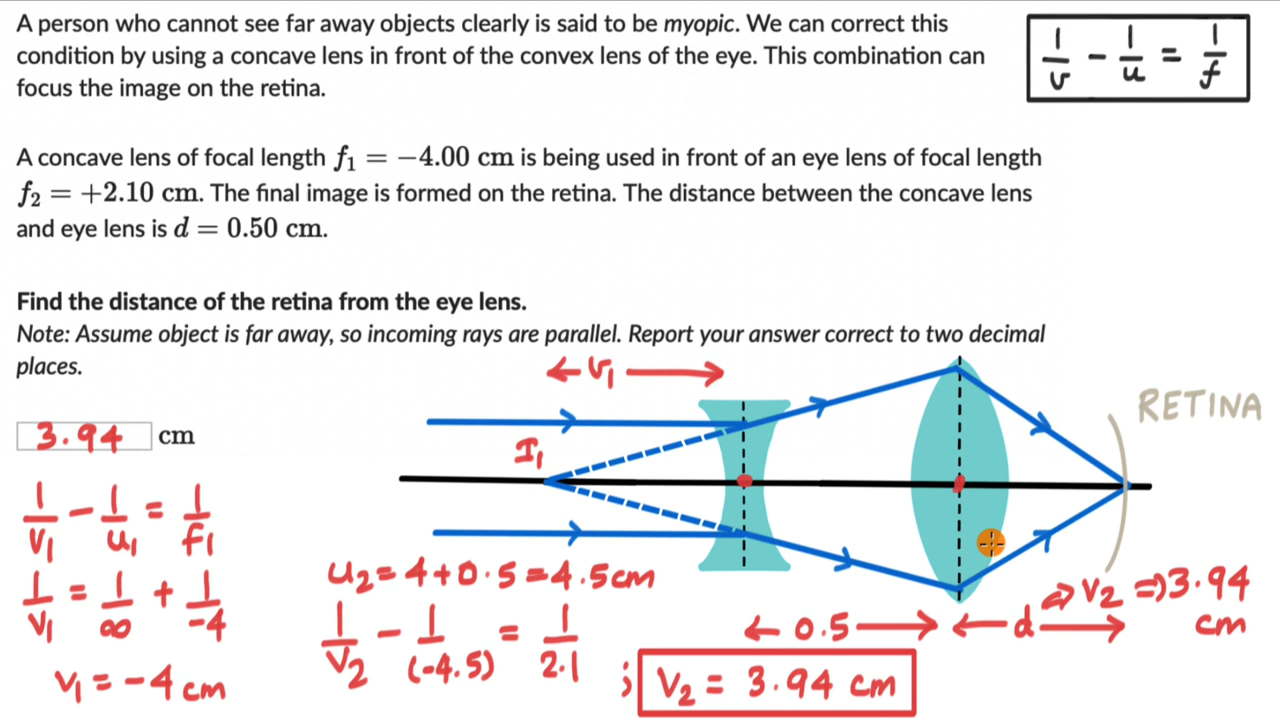 A person who cannot see far away objects clearly is said to be myopic. We can correct this
condition by using a concave lens in front of the convex lens of the eye. This combination can
focus the image on the retina.
1/v - 1/u = 1/f
A concave lens of focal length f₁ = −4.00 cm is being used in front of an eye lens of focal length
f₂ = +2.10 cm. The final image is formed on the retina. The distance between the concave lens
and eye lens is d = 0.50 cm.
Find the distance of the retina from the eye lens.
Note: Assume object is far away, so incoming rays are parallel. Report your answer correct to two decimal
places.
v₁
RETINA
3.94 cm
I₁
1/v₁ - 1/u₁ = 1/f₁
1/v₁ = 1/∞ + 1/-4
v₁ = -4 cm
u₂ = 4+0.5 = 4.5cm
1/v₂ - 1/(-4.5) = 1/2.1 ; v₂ = 3.94 cm
0.5
d ⇒ v₂ ⇒ 3.94
cm